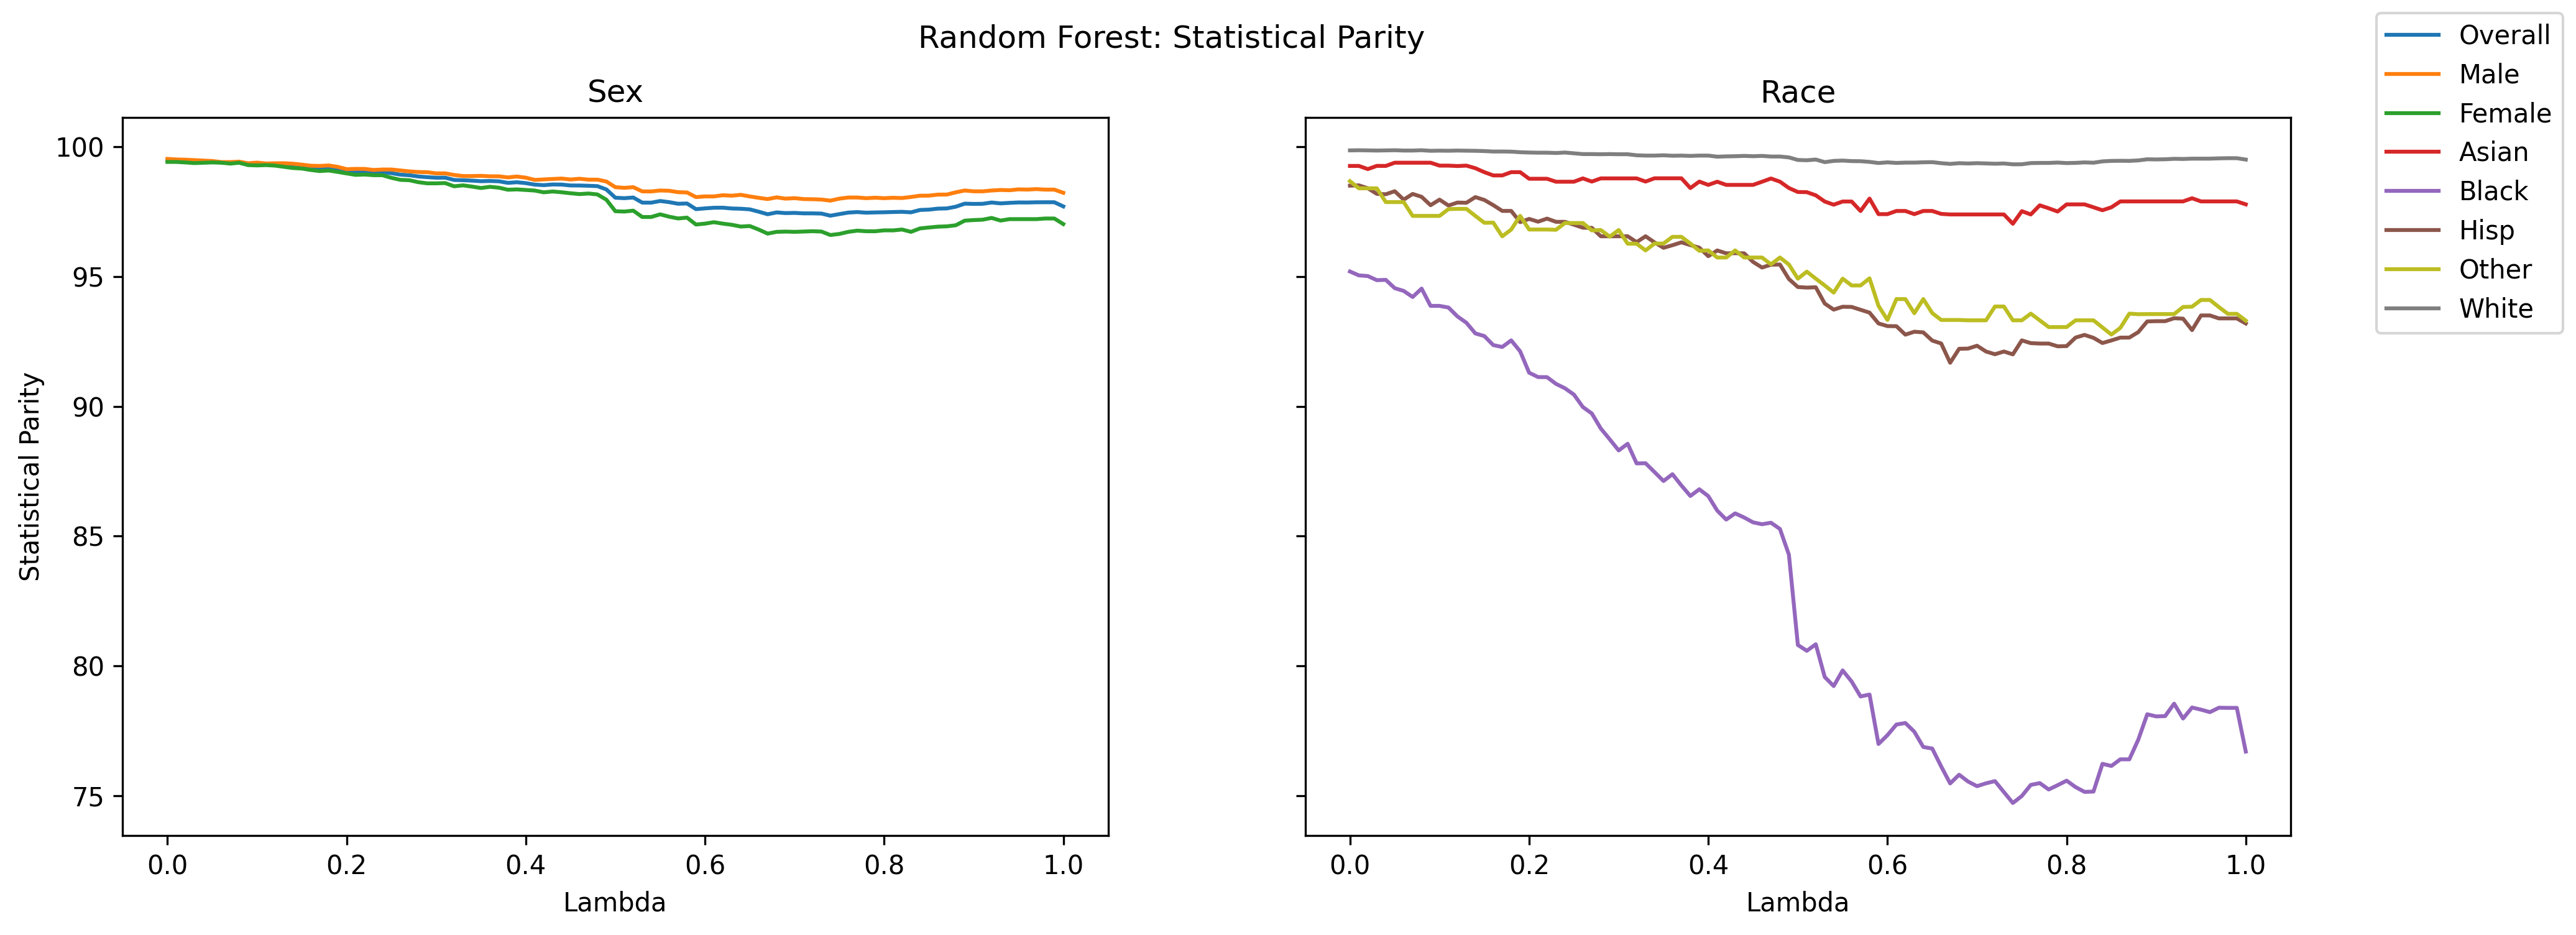 Random Forest: Statistical Parity
Sex
Race
Overall
Male
Female
Asian
Black
Hisp
Other
White
Statistical Parity
100
95
90
85
80
75
0.0 0.2 0.4 0.6 0.8 1.0
Lambda
0.0 0.2 0.4 0.6 0.8 1.0
Lambda